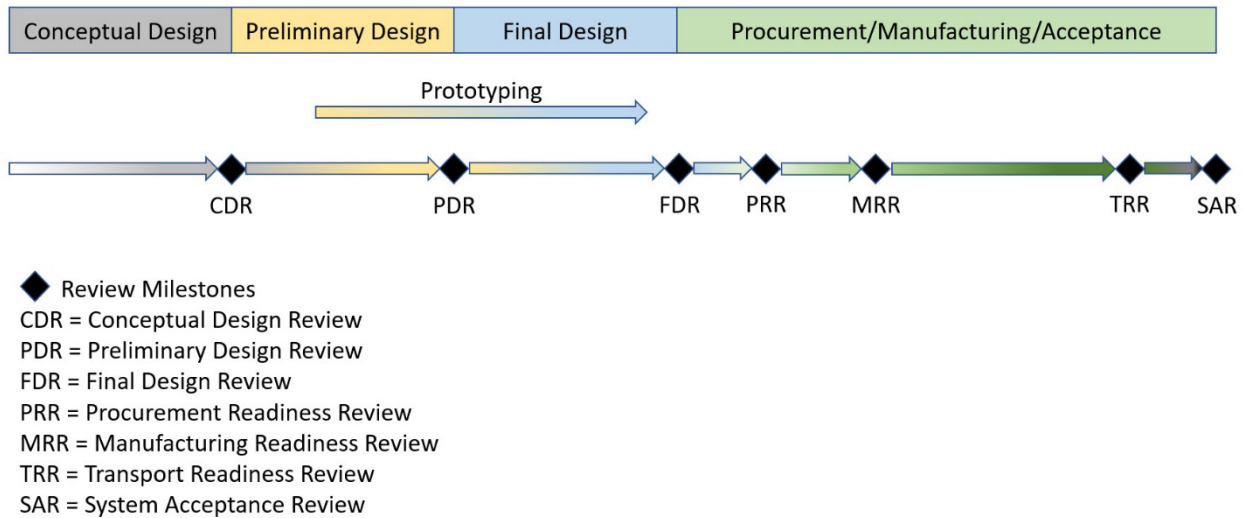 Conceptual Design Preliminary Design Final Design Procurement/Manufacturing/Acceptance
Prototyping
CDR PDR FDR PRR MRR TRR SAR
Review Milestones
CDR = Conceptual Design Review
PDR = Preliminary Design Review
FDR = Final Design Review
PRR = Procurement Readiness Review
MRR = Manufacturing Readiness Review
TRR = Transport Readiness Review
SAR = System Acceptance Review